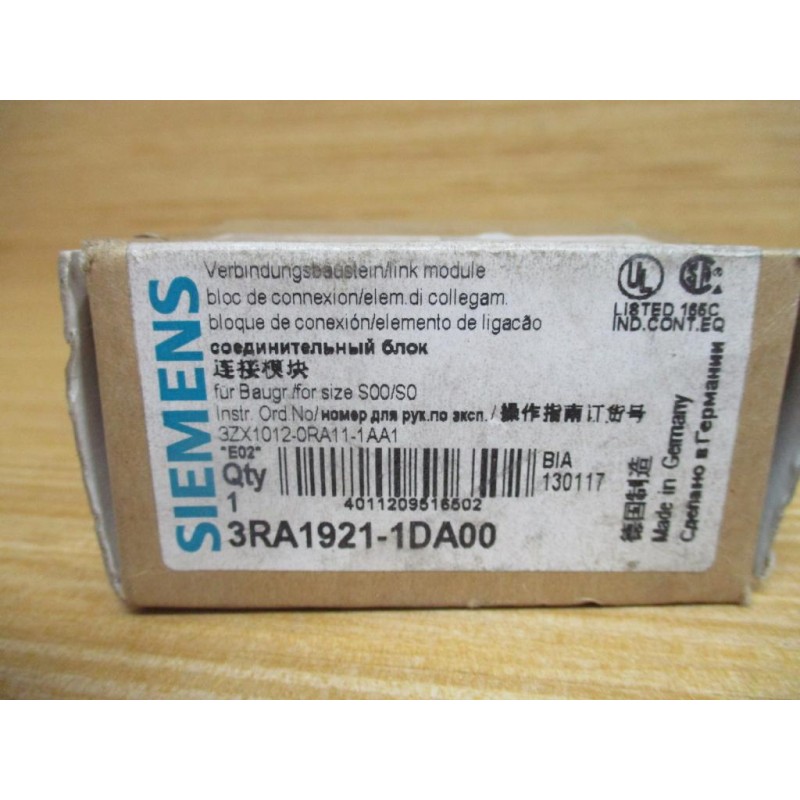 SIEMENS
Verbindungsbaustein/link module
bloc de connexion/elem.di collegam.
bloque de conexión/elemento de ligacão
соединительный блок
连接模块
für Baugr./for size S00/S0
Instr. Ord.No/номер для рук.по эксп./操作指南订货号
3ZX1012-0RA11-1AA1
"E02"
Qty
1
4011209516502
BIA
130117
3RA1921-1DA00
UL
LISTED 165C
IND.CONT.EQ
德国制造
Made in Germany
Сделано в Германии